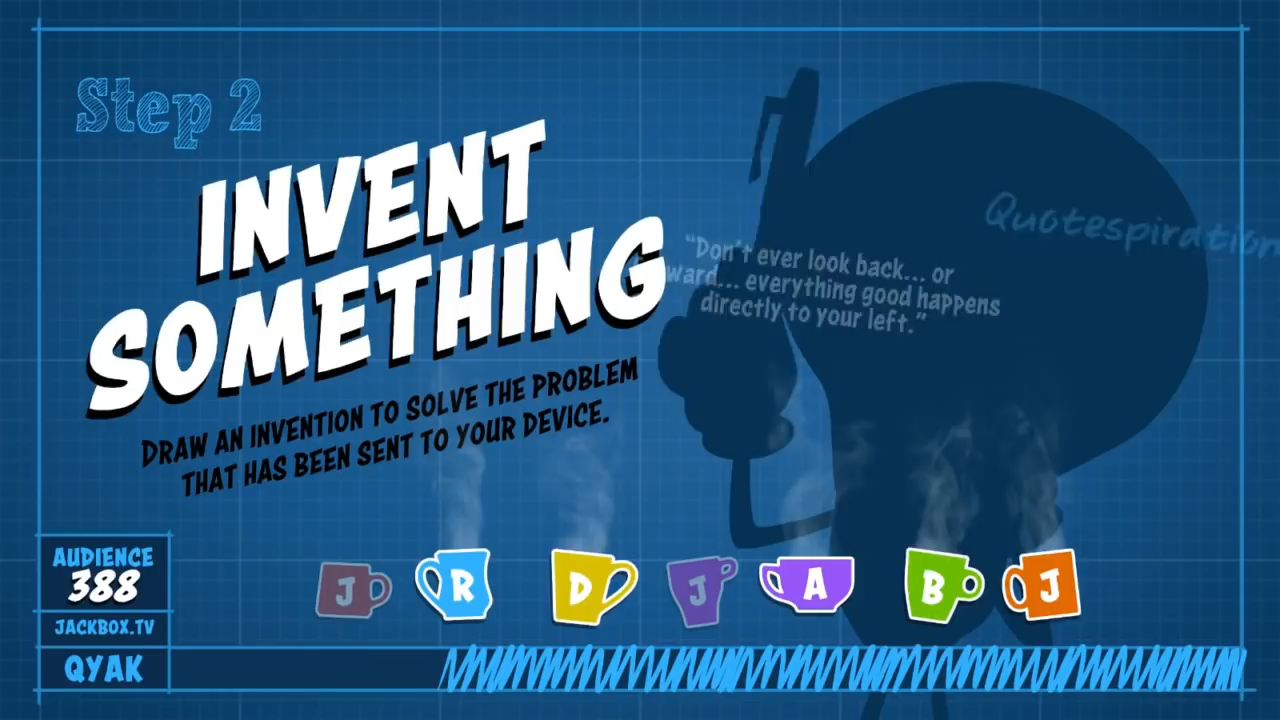 Step 2
INVENT
SOMETHING
DRAW AN INVENTION TO SOLVE THE PROBLEM
THAT HAS BEEN SENT TO YOUR DEVICE.
Quotespiration
"Don't ever look back... or
ward... everything good happens
directly to your left."
J R D J A B J
AUDIENCE
388
JACKBOX.TV
QYAK